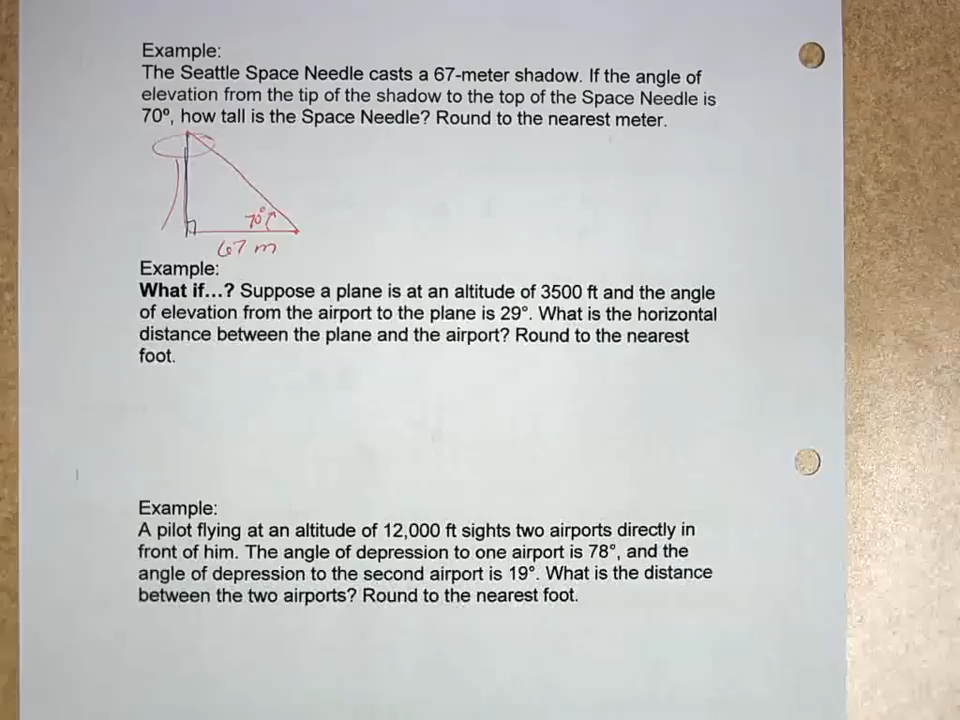 Example:
The Seattle Space Needle casts a 67-meter shadow. If the angle of
elevation from the tip of the shadow to the top of the Space Needle is
70º, how tall is the Space Needle? Round to the nearest meter.
70°
67 m
Example:
What if...? Suppose a plane is at an altitude of 3500 ft and the angle
of elevation from the airport to the plane is 29°. What is the horizontal
distance between the plane and the airport? Round to the nearest
foot.
Example:
A pilot flying at an altitude of 12,000 ft sights two airports directly in
front of him. The angle of depression to one airport is 78°, and the
angle of depression to the second airport is 19°. What is the distance
between the two airports? Round to the nearest foot.